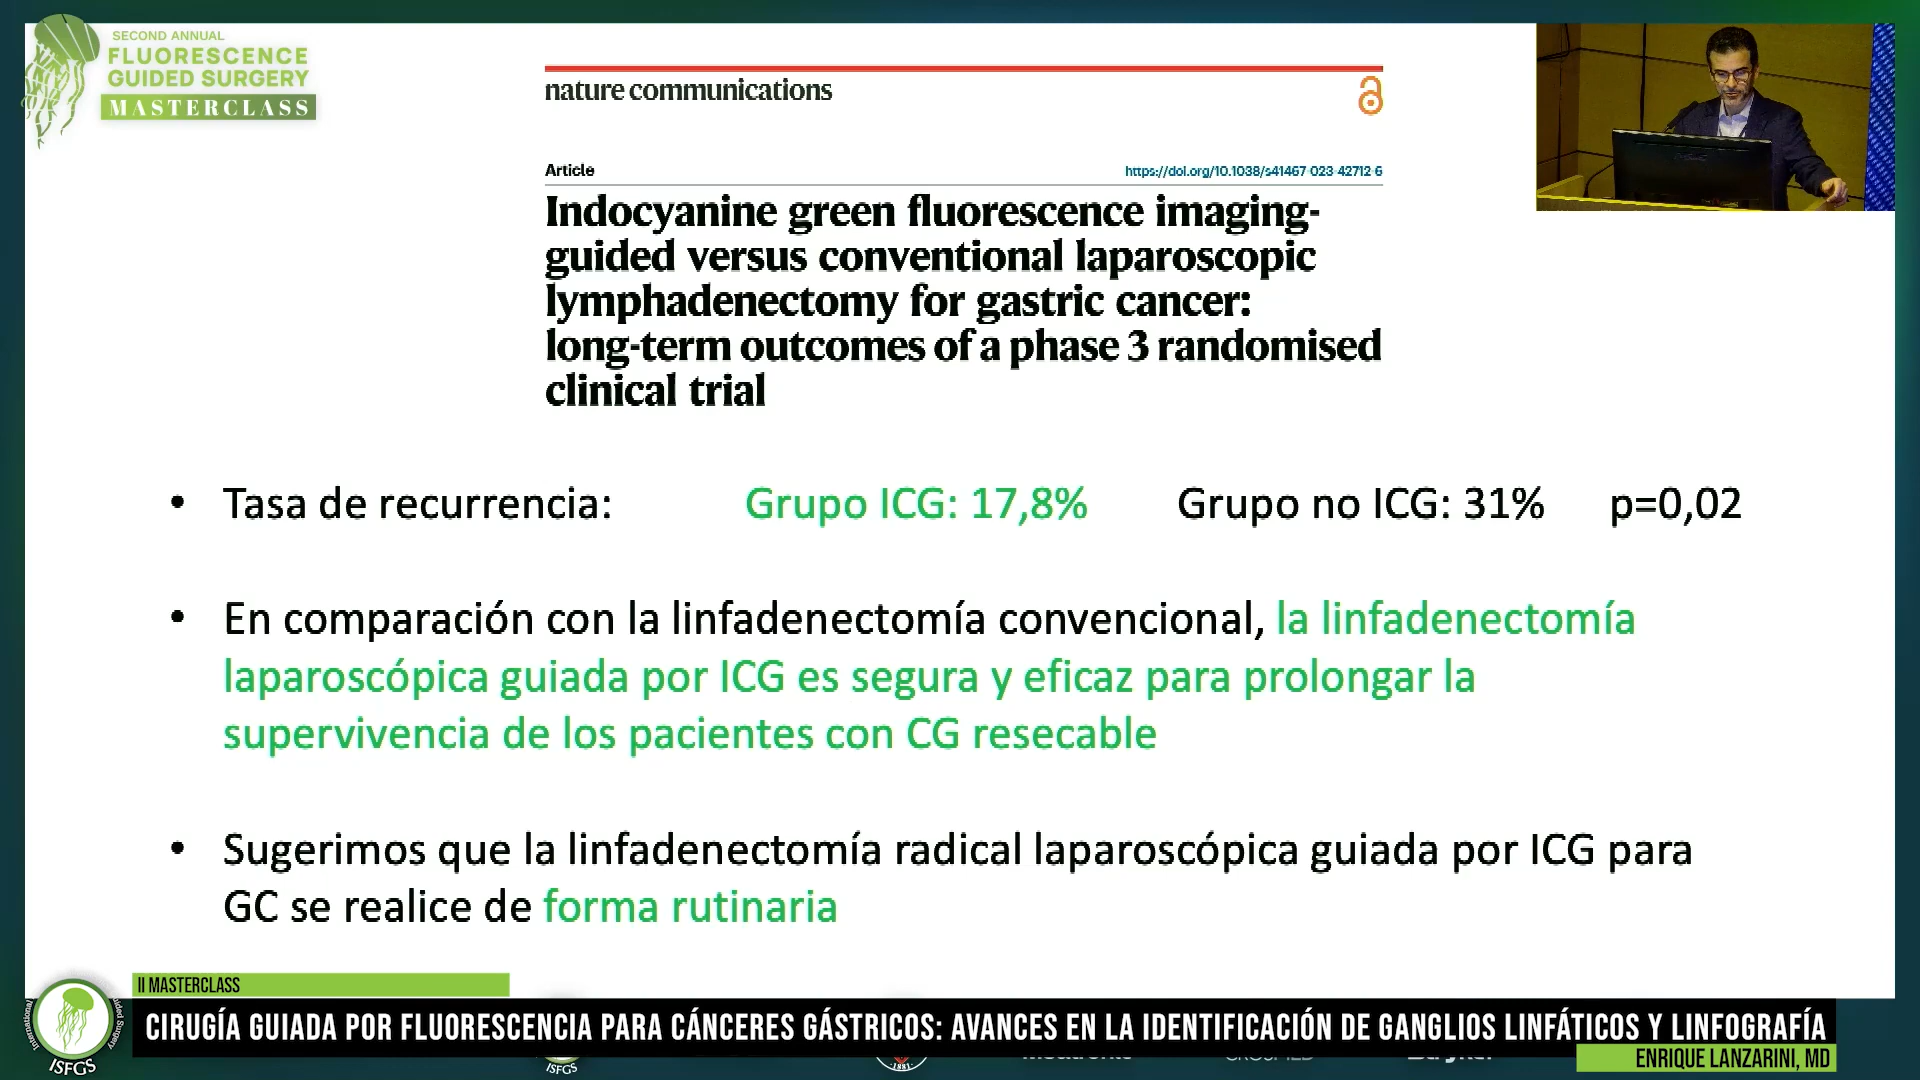 SECOND ANNUAL
FLUORESCENCE
GUIDED SURGERY
MASTERCLASS
nature communications
Article
https://doi.org/10.1038/s41467-023-42712-6
Indocyanine green fluorescence imaging-
guided versus conventional laparoscopic
lymphadenectomy for gastric cancer:
long-term outcomes of a phase 3 randomised
clinical trial
• Tasa de recurrencia: Grupo ICG: 17,8% Grupo no ICG: 31% p=0,02
• En comparación con la linfadenectomía convencional, la linfadenectomía
laparoscópica guiada por ICG es segura y eficaz para prolongar la
supervivencia de los pacientes con CG resecable
• Sugerimos que la linfadenectomía radical laparoscópica guiada por ICG para
GC se realice de forma rutinaria
II MASTERCLASS
CIRUGÍA GUIADA POR FLUORESCENCIA PARA CÁNCERES GÁSTRICOS: AVANCES EN LA IDENTIFICACIÓN DE GANGLIOS LINFÁTICOS Y LINFOGRAFÍA
ENRIQUE LANZARINI, MD
ISFGS
ISFGS